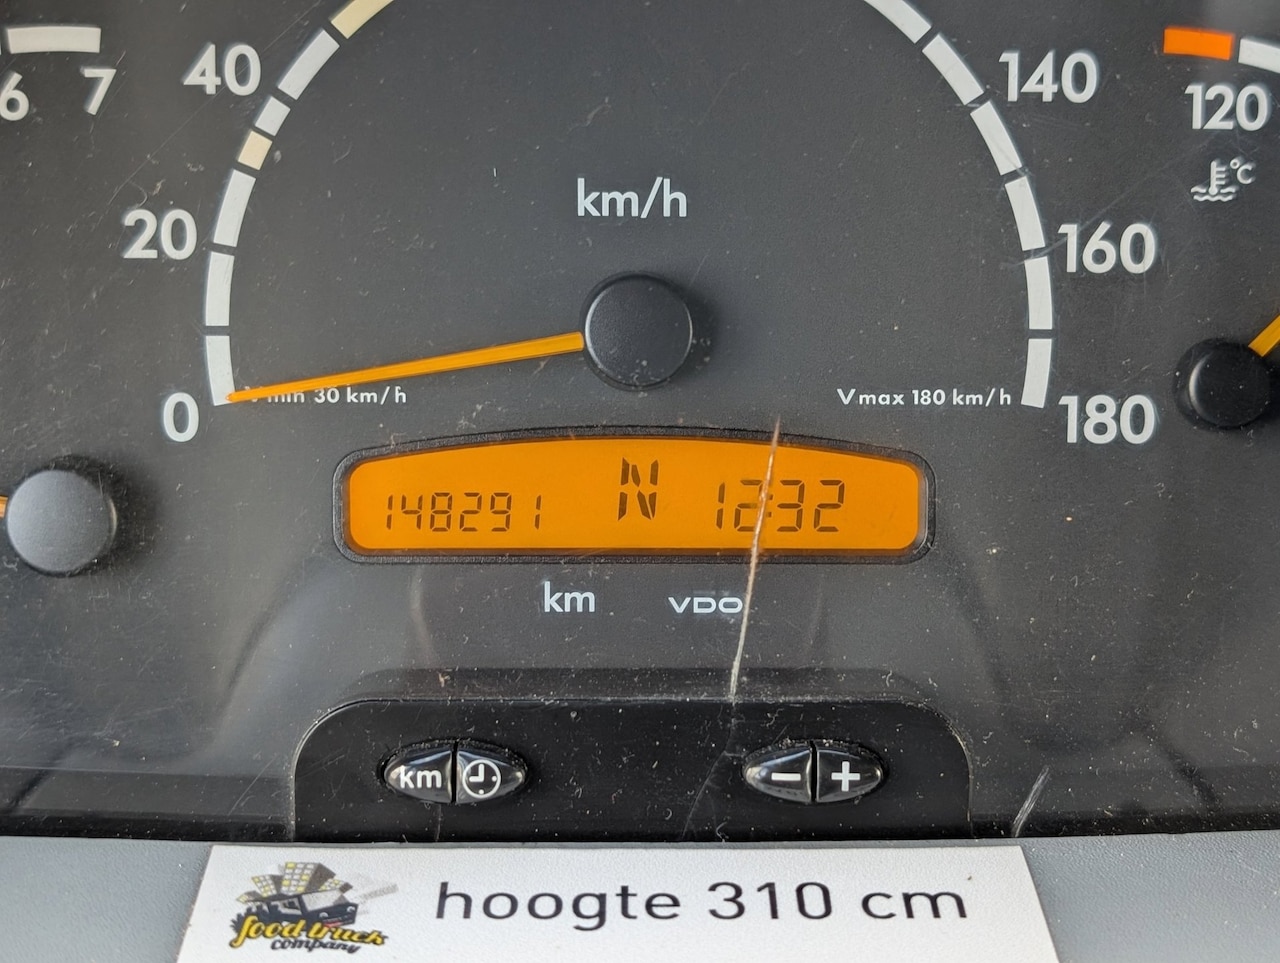 6
7
40
140
120
°C
km/h
20
160
min 30 km/h
Vmax 180 km/h
0
180
148291 N 12:32
km VDO
km
- +
food truck
company
hoogte 310 cm